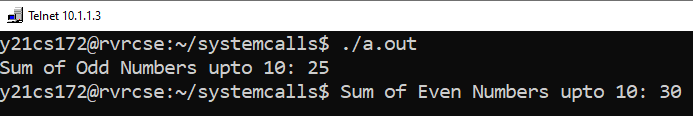 Telnet 10.1.1.3
y21cs172@rvrcse:~/systemcalls$ ./a.out
Sum of Odd Numbers upto 10: 25
y21cs172@rvrcse:~/systemcalls$ Sum of Even Numbers upto 10: 30